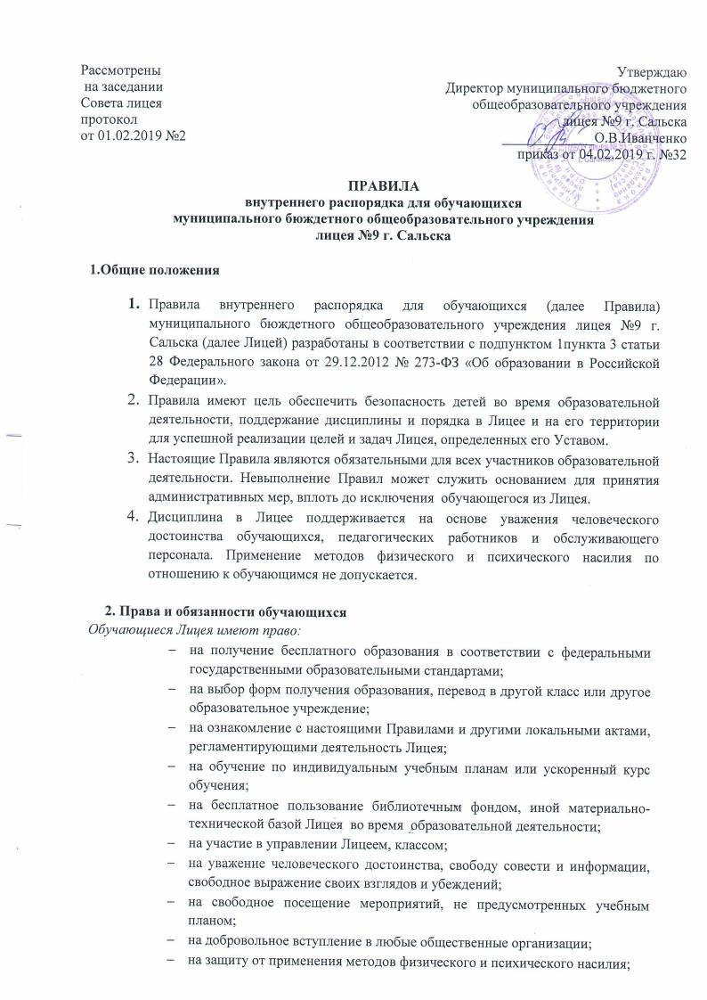 Рассмотрены
на заседании
Совета лицея
протокол
от 01.02.2019 №2
Утверждаю
Директор муниципального бюджетного
общеобразовательного учреждения
лицея №9 г. Сальска
О.В.Иванченко
приказ от 04.02.2019 г. №32
ПРАВИЛА
внутреннего распорядка для обучающихся
муниципального бюждетного общеобразовательного учреждения
лицея №9 г. Сальска
1.Общие положения
1. Правила внутреннего распорядка для обучающихся (далее Правила)
муниципального бюждетного общеобразовательного учреждения лицея №9 г.
Сальска (далее Лицей) разработаны в соответствии с подпунктом 1пункта 3 статьи
28 Федерального закона от 29.12.2012 № 273-ФЗ «Об образовании в Российской
Федерации».
2. Правила имеют цель обеспечить безопасность детей во время образовательной
деятельности, поддержание дисциплины и порядка в Лицее и на его территории
для успешной реализации целей и задач Лицея, определенных его Уставом.
3. Настоящие Правила являются обязательными для всех участников образовательной
деятельности. Невыполнение Правил может служить основанием для принятия
административных мер, вплоть до исключения обучающегося из Лицея.
4. Дисциплина в Лицее поддерживается на основе уважения человеческого
достоинства обучающихся, педагогических работников и обслуживающего
персонала. Применение методов физического и психического насилия по
отношению к обучающимся не допускается.
2. Права и обязанности обучающихся
Обучающиеся Лицея имеют право:
– на получение бесплатного образования в соответствии с федеральными
государственными образовательными стандартами;
– на выбор форм получения образования, перевод в другой класс или другое
образовательное учреждение;
– на ознакомление с настоящими Правилами и другими локальными актами,
регламентирующими деятельность Лицея;
– на обучение по индивидуальным учебным планам или ускоренный курс
обучения;
– на бесплатное пользование библиотечным фондом, иной материально-
технической базой Лицея во время образовательной деятельности;
– на участие в управлении Лицеем, классом;
– на уважение человеческого достоинства, свободу совести и информации,
свободное выражение своих взглядов и убеждений;
– на свободное посещение мероприятий, не предусмотренных учебным
планом;
– на добровольное вступление в любые общественные организации;
– на защиту от применения методов физического и психического насилия;